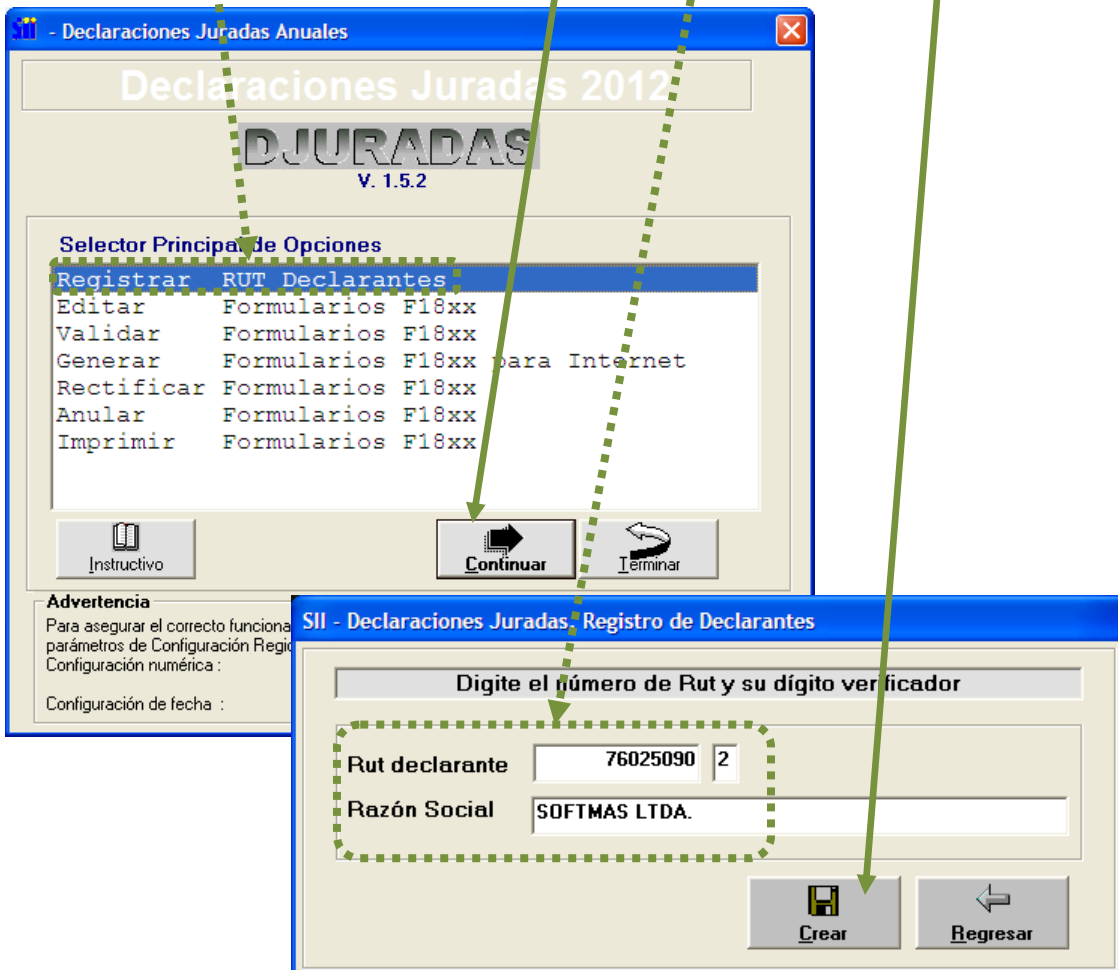 SII - Declaraciones Juradas Anuales
Declaraciones Juradas 2012
DJURADAS
V. 1.5.2
Selector Principal de Opciones
Registrar RUT Declarantes
Editar Formularios F18xx
Validar Formularios F18xx
Generar Formularios F18xx para Internet
Rectificar Formularios F18xx
Anular Formularios F18xx
Imprimir Formularios F18xx
Instructivo
Continuar
Terminar
Advertencia
Para asegurar el correcto funciona
parámetros de Configuración Regio
Configuración numérica :
Configuración de fecha :
SII - Declaraciones Juradas. Registro de Declarantes
Digite el número de Rut y su dígito verificador
Rut declarante 76025090 2
Razón Social SOFTMAS LTDA.
Crear
Regresar